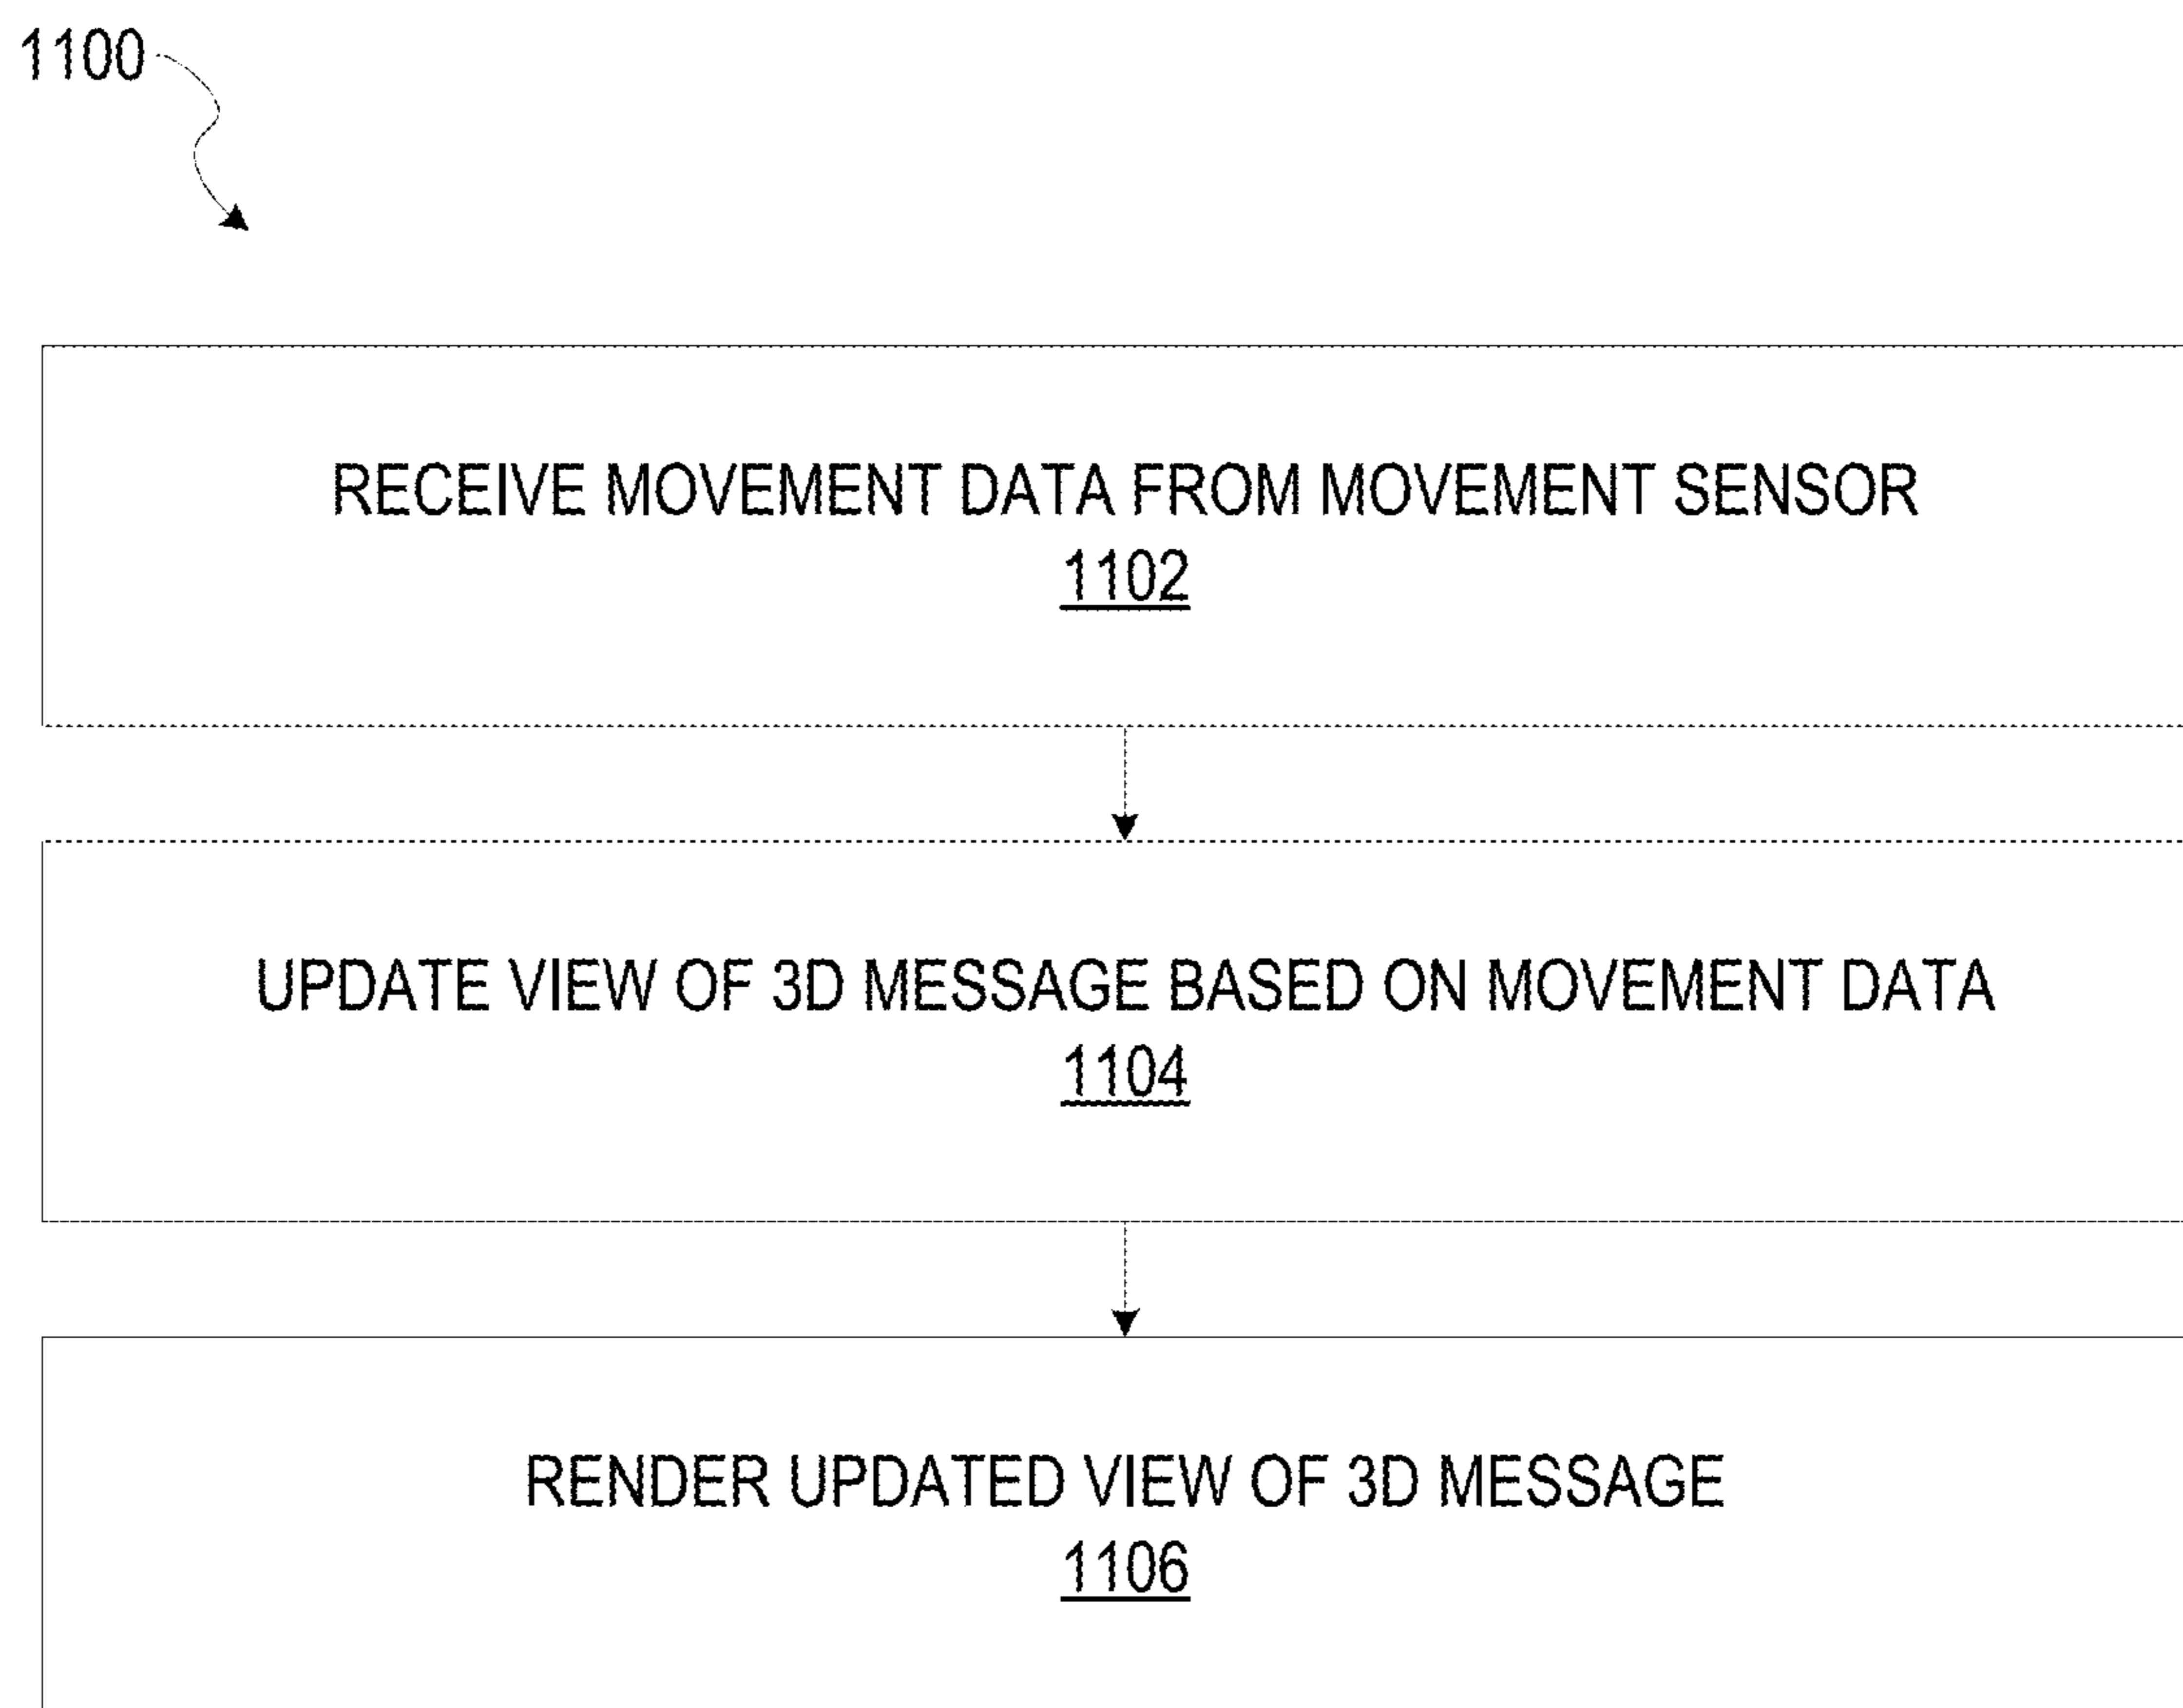 1100
RECEIVE MOVEMENT DATA FROM MOVEMENT SENSOR
1102
UPDATE VIEW OF 3D MESSAGE BASED ON MOVEMENT DATA
1104
RENDER UPDATED VIEW OF 3D MESSAGE
1106